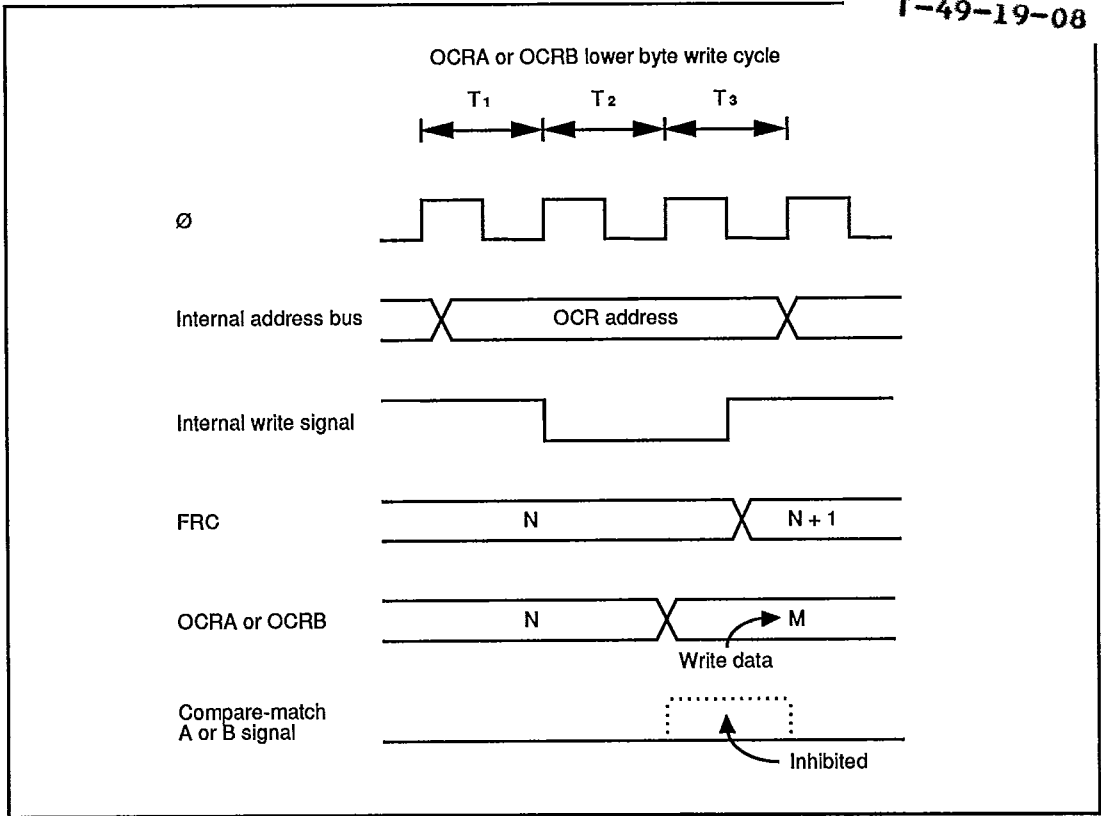 T-49-19-08
OCRA or OCRB lower byte write cycle
T1 T2 T3
Ø
Internal address bus
OCR address
Internal write signal
FRC
N
N + 1
OCRA or OCRB
N
M
Write data
Compare-match
A or B signal
Inhibited